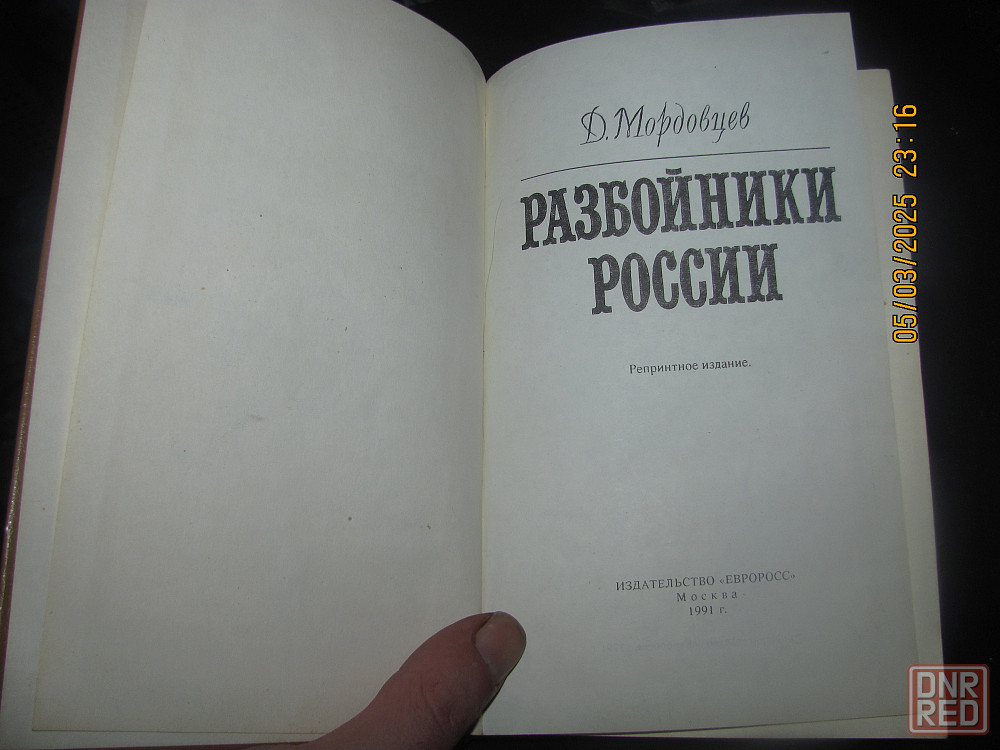 Д. Мордовцев
РАЗБОЙНИКИ
РОССИИ
Репринтное издание.
ИЗДАТЕЛЬСТВО «ЕВРОРОСС»
Москва
1991 г.
05/03/2025 23:16
DNR
RED